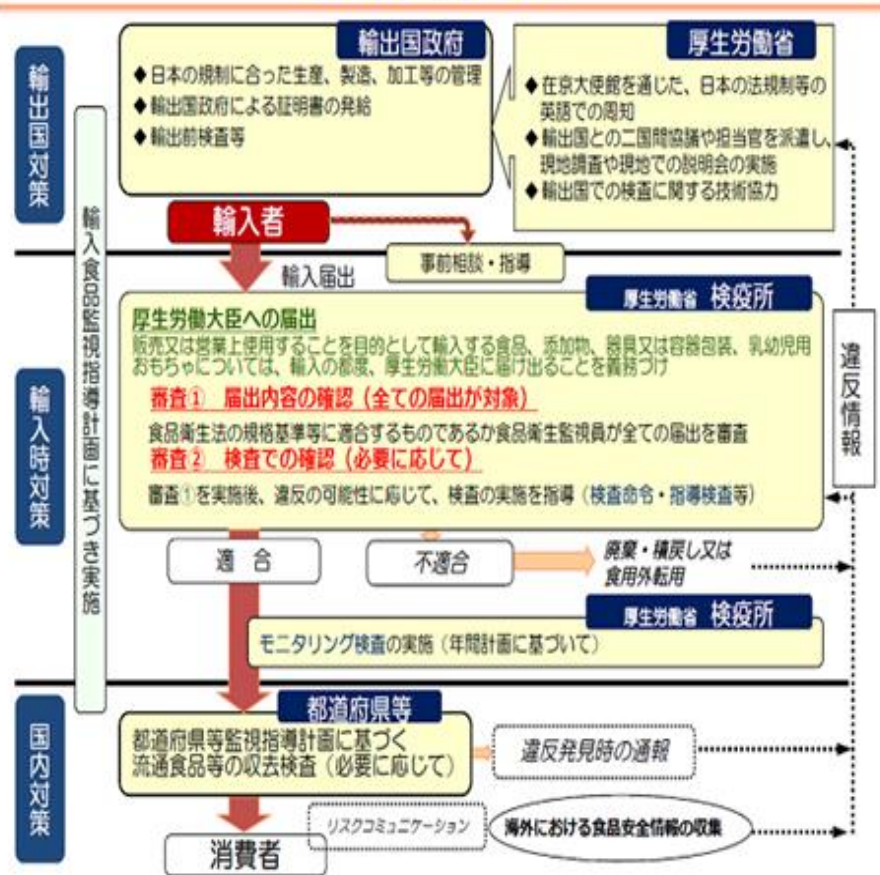 輸出国対策
輸出国政府
◆日本の規制に合った生産、製造、加工等の管理
◆輸出国政府による証明書の発給
◆輸出前検査等
厚生労働省
◆在京大使館を通じた、日本の法規制等の
英語での周知
◆輸出国との二国間協議や担当官を派遣し、
現地調査や現地での説明会の実施
◆輸出国での検査に関する技術協力
輸入食品監視指導計画に基づき実施
輸入者
事前相談・指導
輸入届出
輸入時対策
厚生労働省 検疫所
厚生労働大臣への届出
販売又は営業上使用することを目的として輸入する食品、添加物、器具又は容器包装、乳幼児用
おもちゃについては、輸入の都度、厚生労働大臣に届け出ることを義務づけ
審査① 届出内容の確認（全ての届出が対象）
食品衛生法の規格基準等に適合するものであるか食品衛生監視員が全ての届出を審査
審査② 検査での確認（必要に応じて）
審査①を実施後、違反の可能性に応じて、検査の実施を指導（検査命令・指導検査等）
違反情報
適 合
不適合
廃棄・積戻し又は
食用外転用
厚生労働省 検疫所
モニタリング検査の実施（年間計画に基づいて）
国内対策
都道府県等
都道府県等監視指導計画に基づく
流通食品等の収去検査（必要に応じて）
違反発見時の通報
リスクコミュニケーション
海外における食品安全情報の収集
消費者